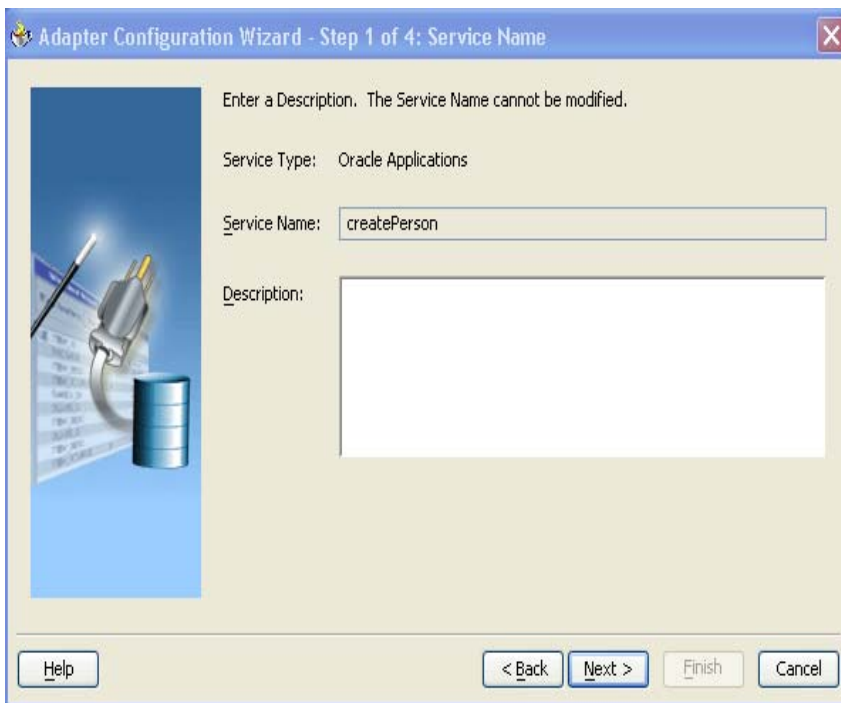 Adapter Configuration Wizard - Step 1 of 4: Service Name
Enter a Description. The Service Name cannot be modified.
Service Type: Oracle Applications
Service Name: createPerson
Description:
Help
< Back
Next >
Finish
Cancel